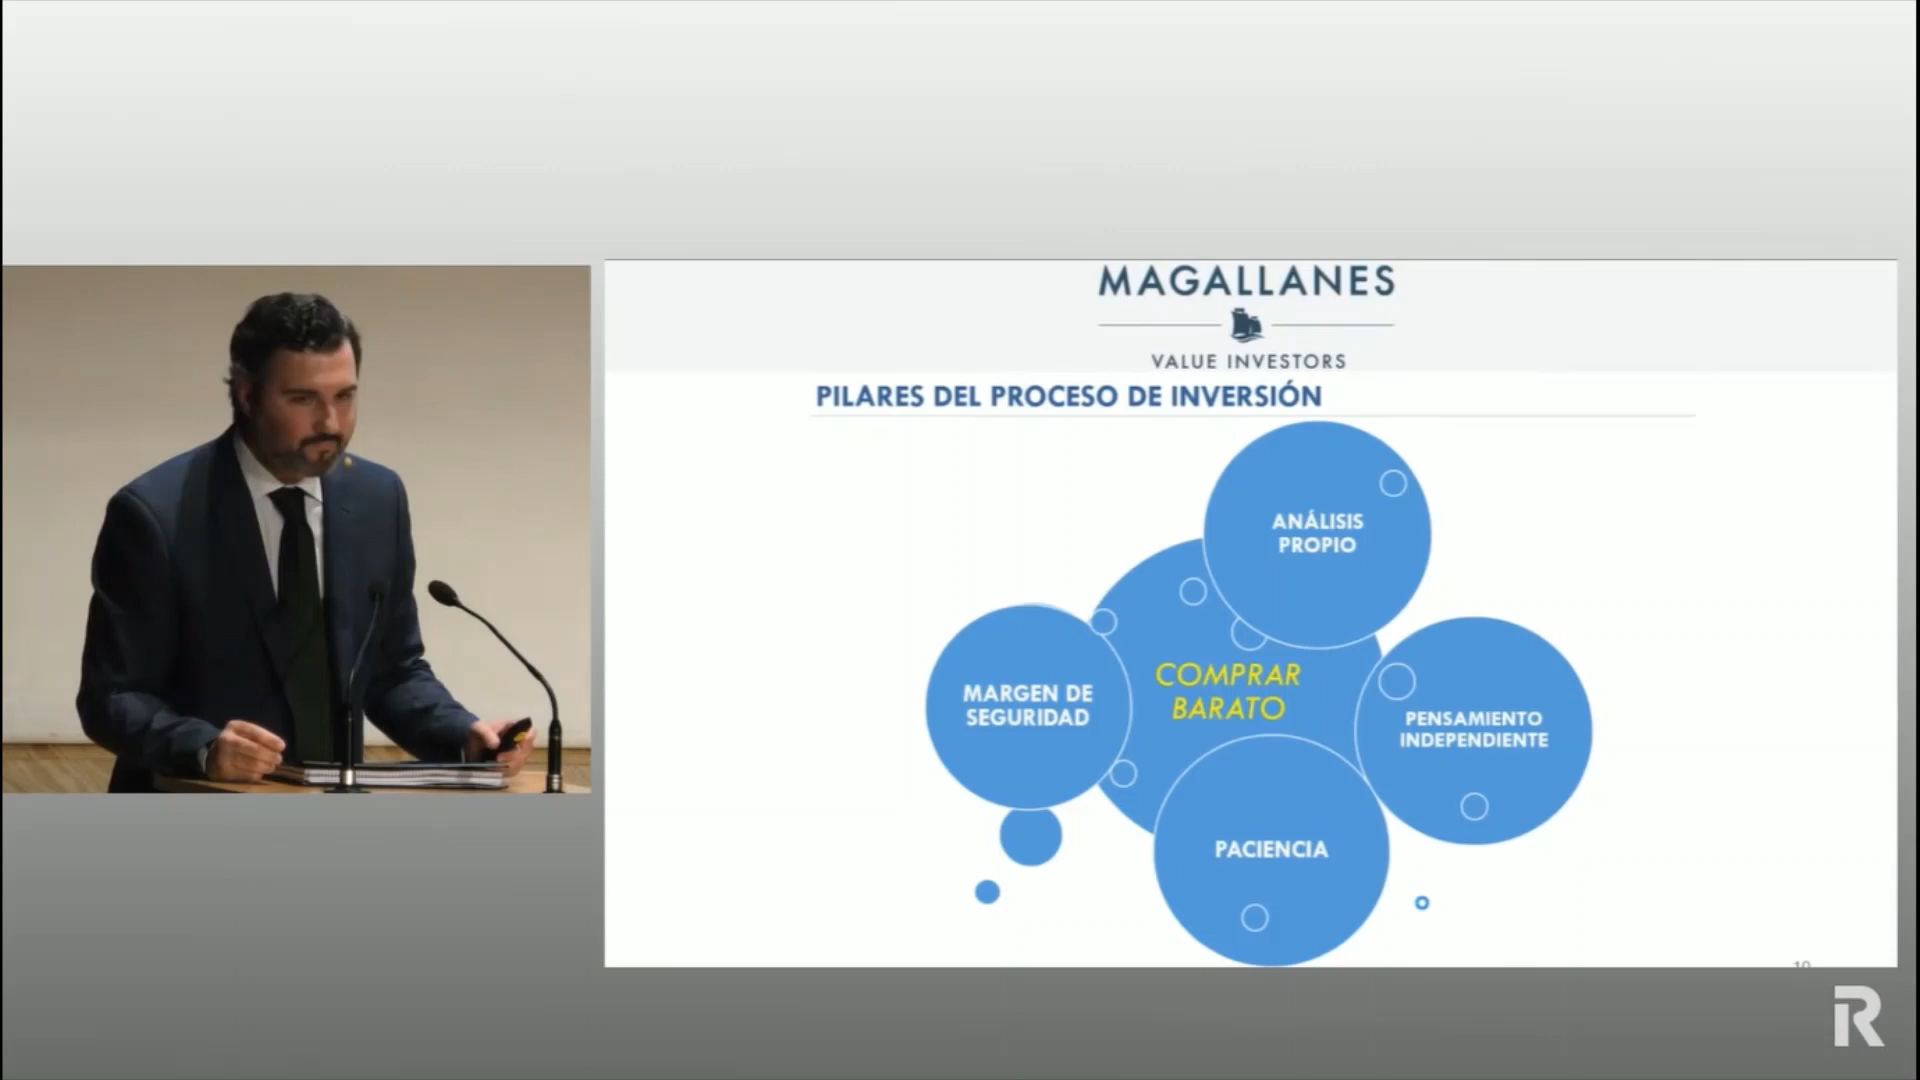 MAGALLANES
VALUE INVESTORS
PILARES DEL PROCESO DE INVERSIÓN
ANÁLISIS
PROPIO
COMPRAR
BARATO
MARGEN DE
SEGURIDAD
PENSAMIENTO
INDEPENDIENTE
PACIENCIA
R